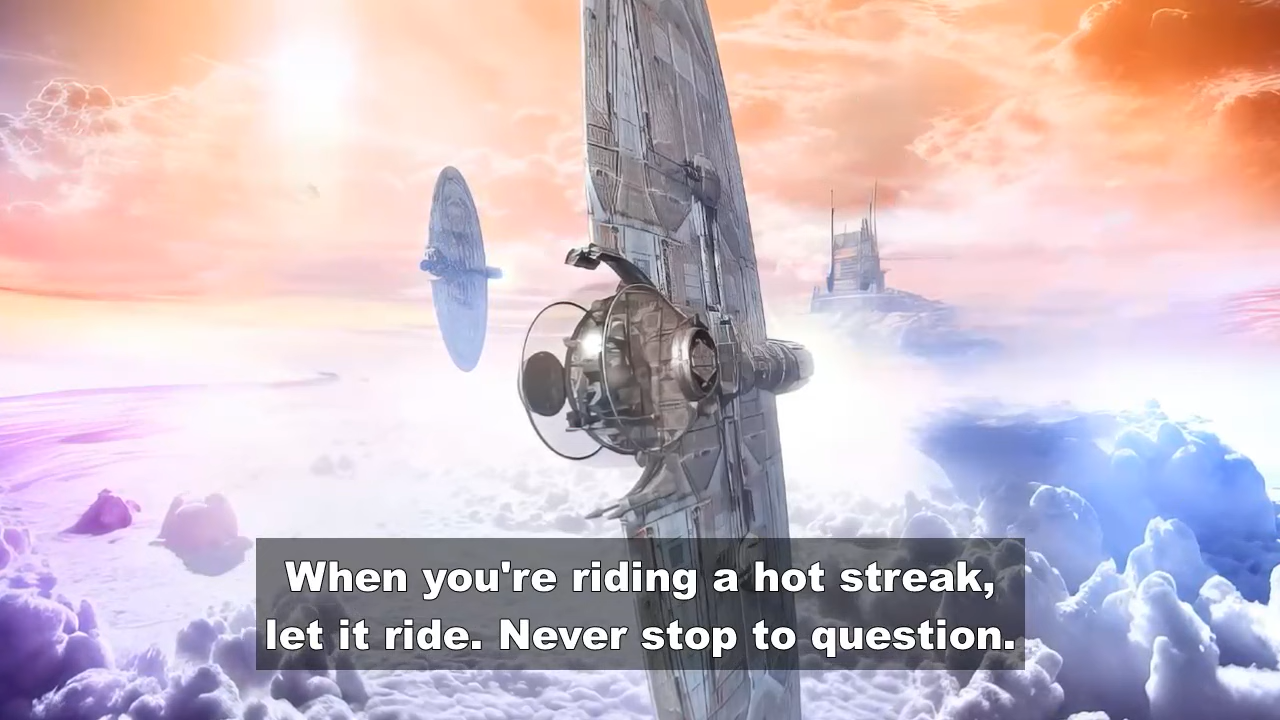 When you're riding a hot streak,
let it ride. Never stop to question.